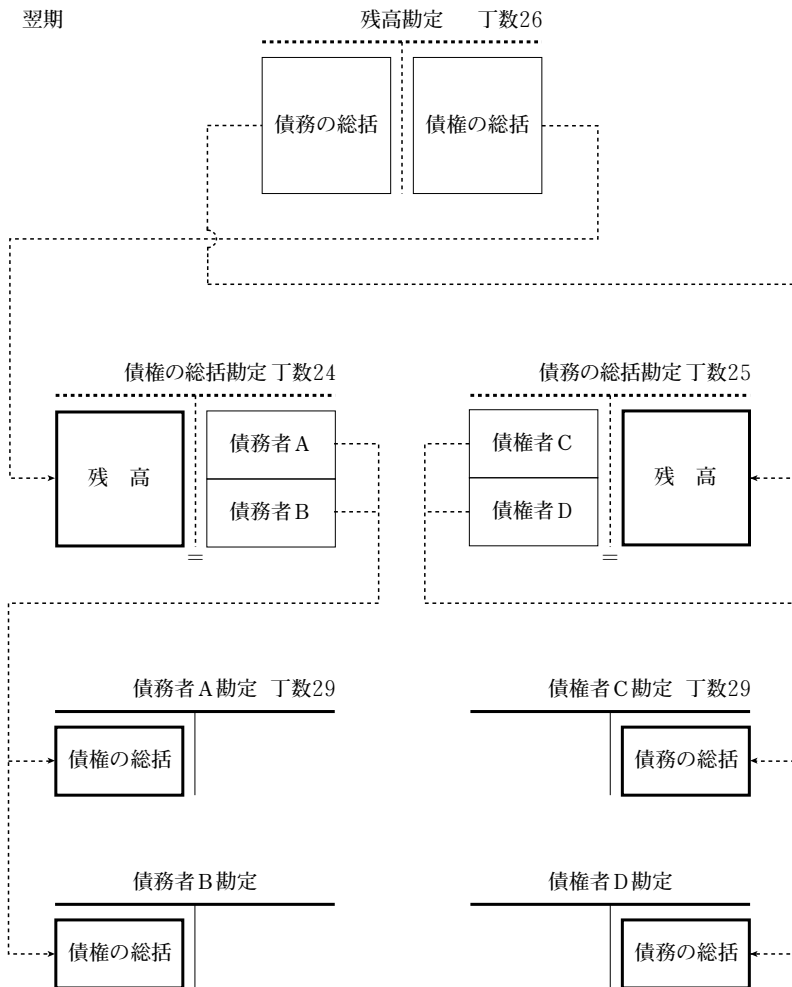 翌期
残高勘定 丁数26
債務の総括 債権の総括
債権の総括勘定 丁数24
債務の総括勘定 丁数25
残 高
債務者A
債務者B
債権者C
債権者D
残 高
債務者A勘定 丁数29
債権者C勘定 丁数29
債権の総括
債務の総括
債務者B勘定
債権者D勘定
債権の総括
債務の総括